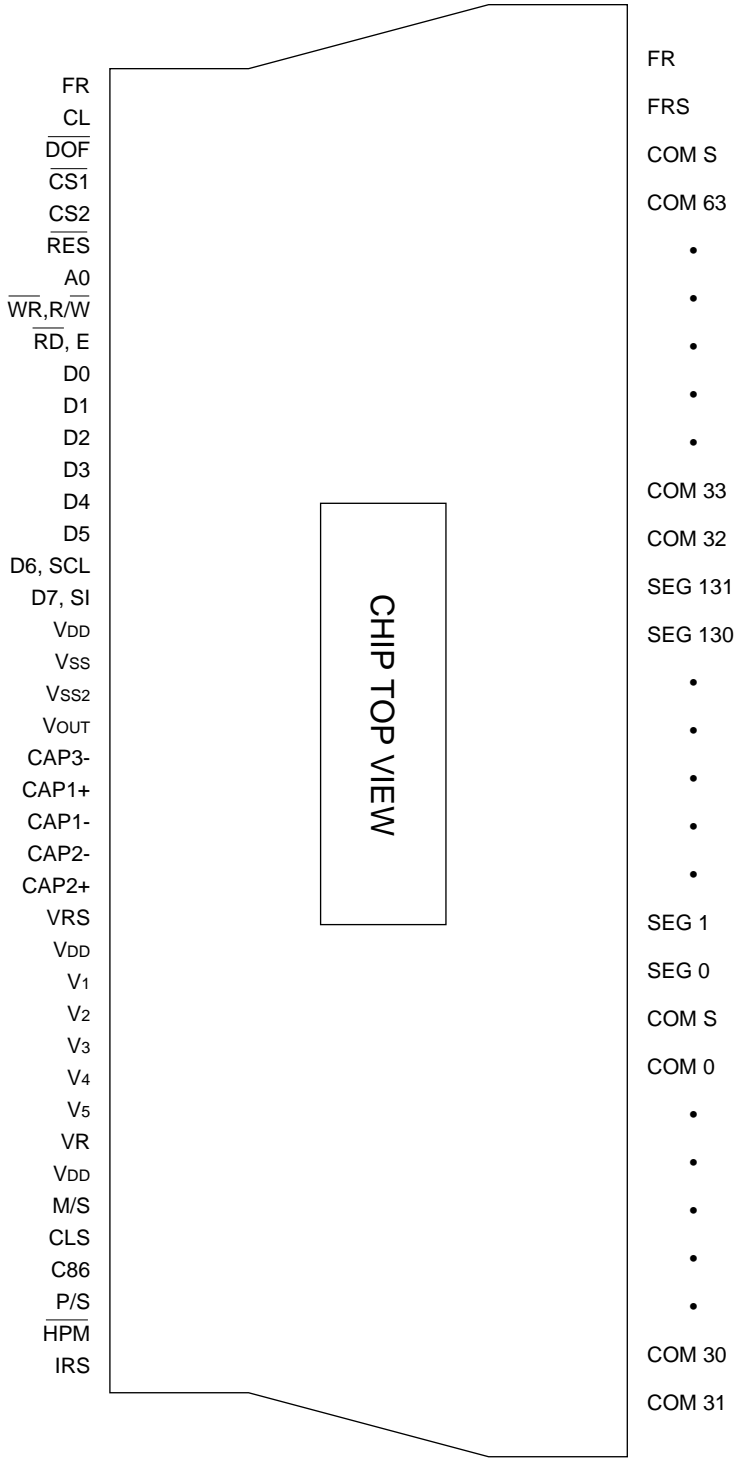 FR
CL
DOF
CS1
CS2
RES
A0
WR,R/W
RD, E
D0
D1
D2
D3
D4
D5
D6, SCL
D7, SI
VDD
VSS
VSS2
VOUT
CAP3-
CAP1+
CAP1-
CAP2-
CAP2+
VRS
VDD
V1
V2
V3
V4
V5
VR
VDD
M/S
CLS
C86
P/S
HPM
IRS
CHIP TOP VIEW
FR
FRS
COM S
COM 63
•
•
•
•
•
COM 33
COM 32
SEG 131
SEG 130
•
•
•
•
•
SEG 1
SEG 0
COM S
COM 0
•
•
•
•
•
COM 30
COM 31